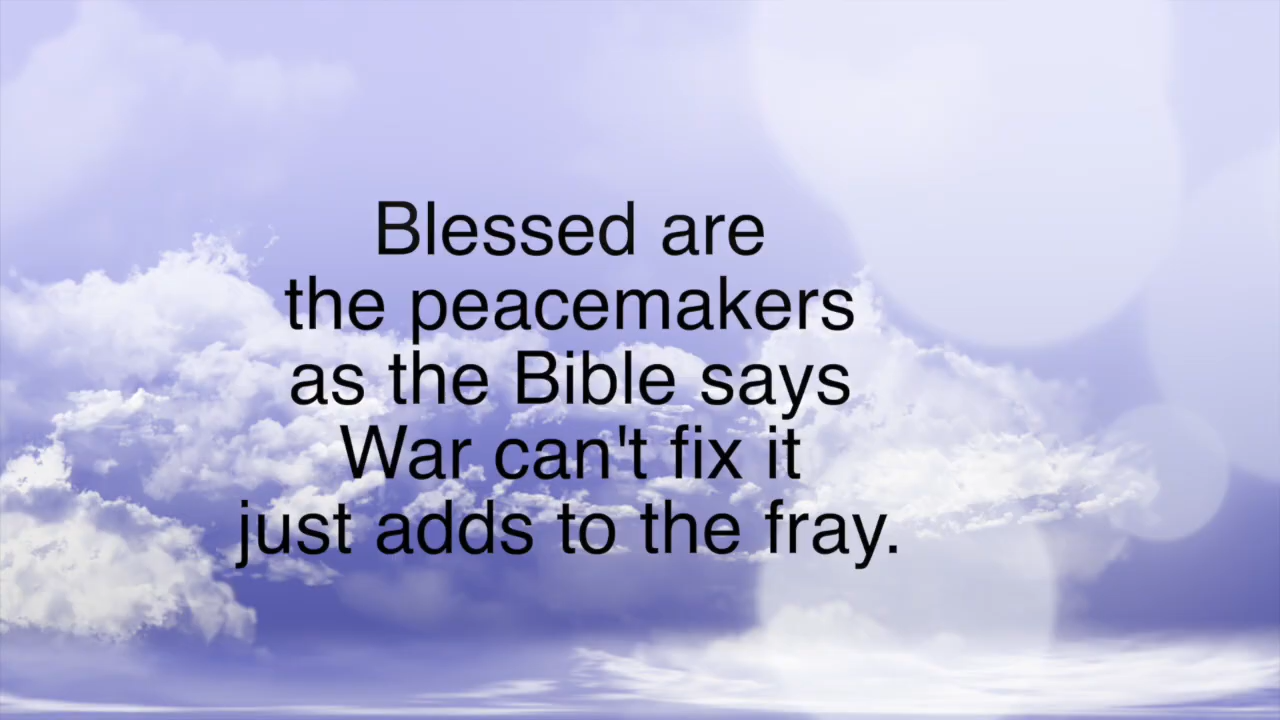 Blessed are
the peacemakers
as the Bible says
War can't fix it
just adds to the fray.